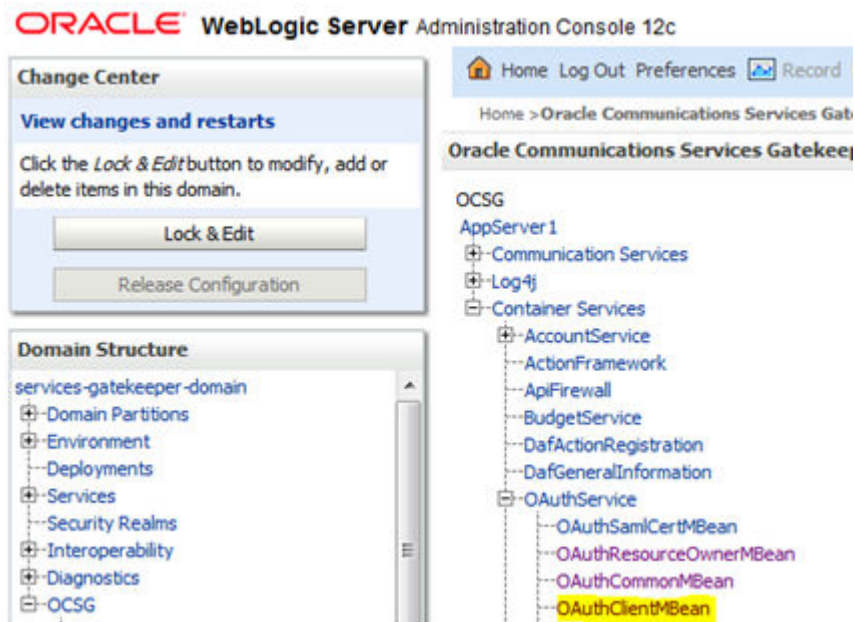 ORACLE WebLogic Server Administration Console 12c
Change Center
View changes and restarts
Click the Lock & Edit button to modify, add or
delete items in this domain.
Lock & Edit
Release Configuration
Domain Structure
services-gatekeeper-domain
Domain Partitions
Environment
Deployments
Services
Security Realms
Interoperability
Diagnostics
OCSG
Home Log Out Preferences Record
Home >Oracle Communications Services Gate
Oracle Communications Services Gatekeep
OCSG
AppServer1
Communication Services
Log4j
Container Services
AccountService
ActionFramework
ApiFirewall
BudgetService
DafActionRegistration
DafGeneralInformation
OAuthService
OAuthSamlCertMBean
OAuthResourceOwnerMBean
OAuthCommonMBean
OAuthClientMBean